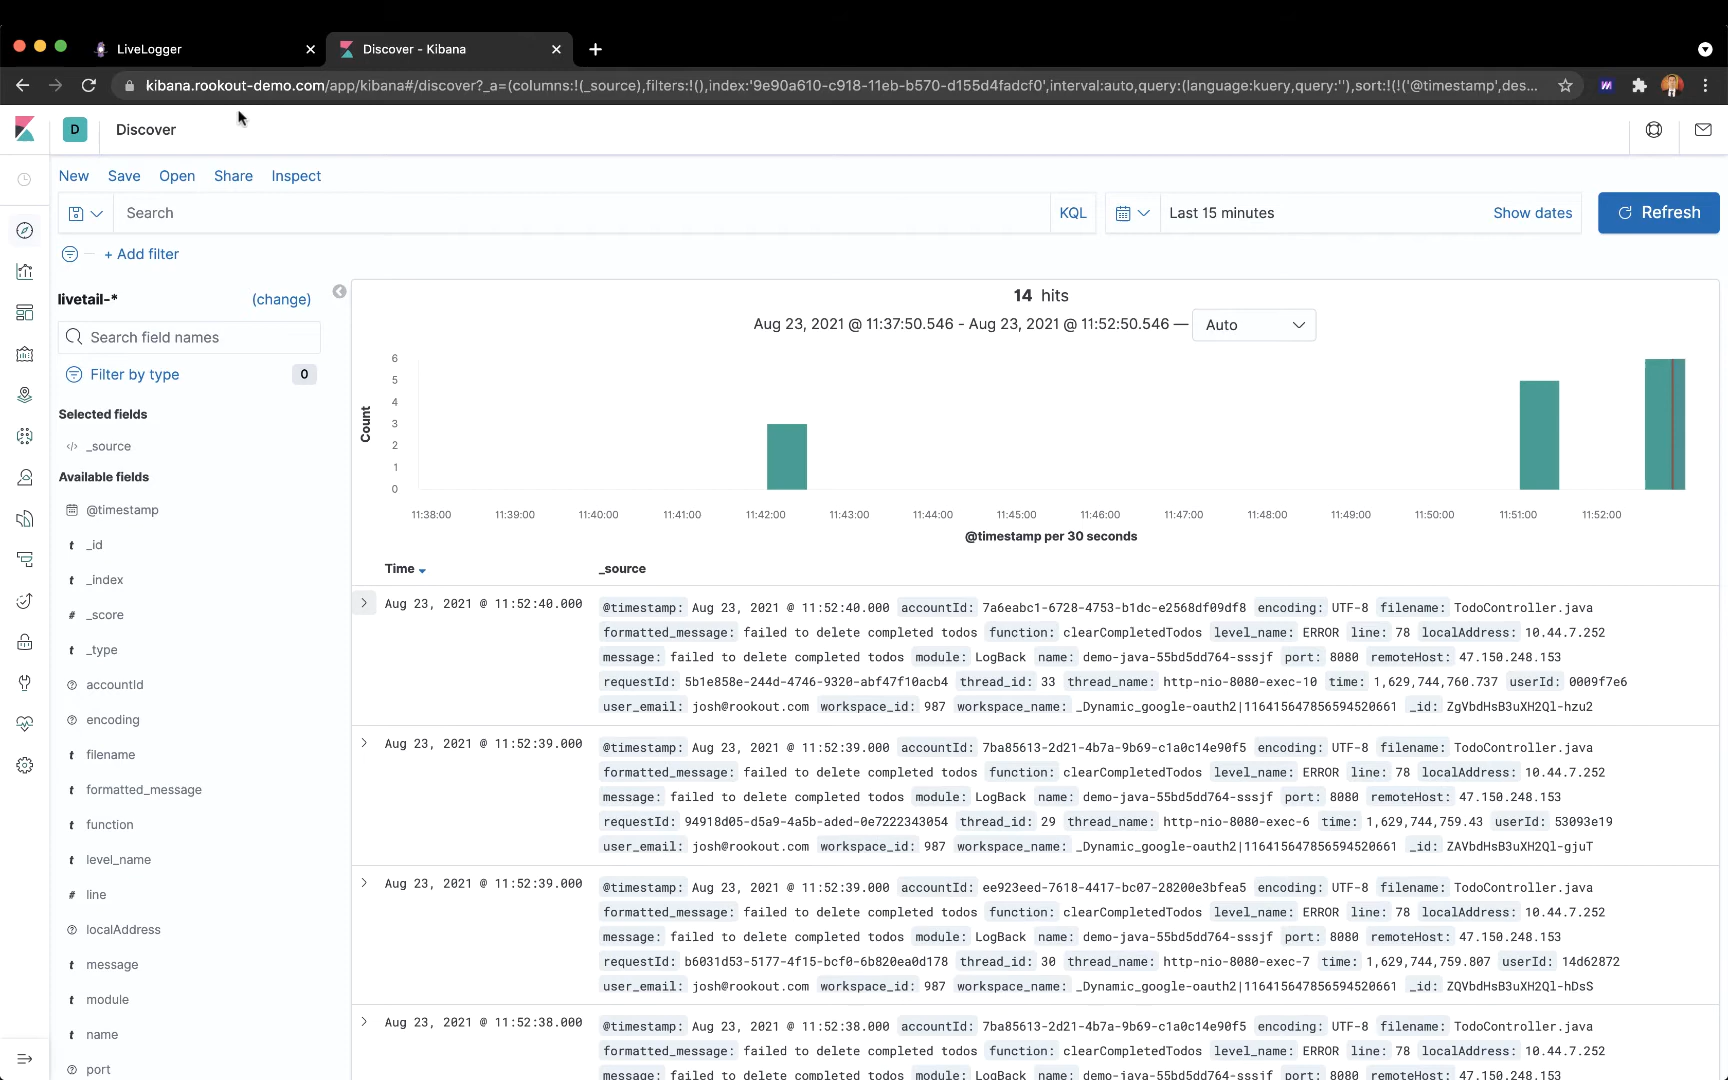 LiveLogger
Discover - Kibana
kibana.rookout-demo.com/app/kibana#/discover?_a=(columns:!(_source),filters:!(),index:'9e90a610-c918-11eb-b570-d155d4fadcf0',interval:auto,query:(language:kuery,query:''),sort:!(!('@timestamp',des...
D Discover
New Save Open Share Inspect
Search KQL Last 15 minutes Show dates Refresh
+ Add filter
livetail-* (change)
Search field names
Filter by type 0
Selected fields
_source
Available fields
@timestamp
t _id
t _index
# _score
t _type
accountId
encoding
t filename
t formatted_message
t function
t level_name
# line
localAddress
t message
t module
t name
port
14 hits
Aug 23, 2021 @ 11:37:50.546 - Aug 23, 2021 @ 11:52:50.546 — Auto
Count
6
5
4
3
2
1
0
11:38:00 11:39:00 11:40:00 11:41:00 11:42:00 11:43:00 11:44:00 11:45:00 11:46:00 11:47:00 11:48:00 11:49:00 11:50:00 11:51:00 11:52:00
@timestamp per 30 seconds
Time _source
Aug 23, 2021 @ 11:52:40.000 @timestamp: Aug 23, 2021 @ 11:52:40.000 accountId: 7a6eabc1-6728-4753-b1dc-e2568df09df8 encoding: UTF-8 filename: TodoController.java
formatted_message: failed to delete completed todos function: clearCompletedTodos level_name: ERROR line: 78 localAddress: 10.44.7.252
message: failed to delete completed todos module: LogBack name: demo-java-55bd5dd764-sssjf port: 8080 remoteHost: 47.150.248.153
requestId: 5b1e858e-244d-4746-9320-abf47f10acb4 thread_id: 33 thread_name: http-nio-8080-exec-10 time: 1,629,744,760.737 userId: 0009f7e6
user_email: josh@rookout.com workspace_id: 987 workspace_name: _Dynamic_google-oauth2|116415647856594520661 _id: ZgVbdHsB3uXH2Ql-hzu2
Aug 23, 2021 @ 11:52:39.000 @timestamp: Aug 23, 2021 @ 11:52:39.000 accountId: 7ba85613-2d21-4b7a-9b69-c1a0c14e90f5 encoding: UTF-8 filename: TodoController.java
formatted_message: failed to delete completed todos function: clearCompletedTodos level_name: ERROR line: 78 localAddress: 10.44.7.252
message: failed to delete completed todos module: LogBack name: demo-java-55bd5dd764-sssjf port: 8080 remoteHost: 47.150.248.153
requestId: 94918d05-d5a9-4a5b-aded-0e7222343054 thread_id: 29 thread_name: http-nio-8080-exec-6 time: 1,629,744,759.43 userId: 53093e19
user_email: josh@rookout.com workspace_id: 987 workspace_name: _Dynamic_google-oauth2|116415647856594520661 _id: ZAVbdHsB3uXH2Ql-gjuT
Aug 23, 2021 @ 11:52:39.000 @timestamp: Aug 23, 2021 @ 11:52:39.000 accountId: ee923eed-7618-4417-bc07-28200e3bfea5 encoding: UTF-8 filename: TodoController.java
formatted_message: failed to delete completed todos function: clearCompletedTodos level_name: ERROR line: 78 localAddress: 10.44.7.252
message: failed to delete completed todos module: LogBack name: demo-java-55bd5dd764-sssjf port: 8080 remoteHost: 47.150.248.153
requestId: b6031d53-5177-4f15-bcf0-6b820ea0d178 thread_id: 30 thread_name: http-nio-8080-exec-7 time: 1,629,744,759.807 userId: 14d62872
user_email: josh@rookout.com workspace_id: 987 workspace_name: _Dynamic_google-oauth2|116415647856594520661 _id: ZQVbdHsB3uXH2Ql-hDsS
Aug 23, 2021 @ 11:52:38.000 @timestamp: Aug 23, 2021 @ 11:52:38.000 accountId: 7ba85613-2d21-4b7a-9b69-c1a0c14e90f5 encoding: UTF-8 filename: TodoController.java
formatted_message: failed to delete completed todos function: clearCompletedTodos level_name: ERROR line: 78 localAddress: 10.44.7.252
message: failed to delete completed todos module: LogBack name: demo-java-55bd5dd764-sssjf port: 8080 remoteHost: 47.150.248.153